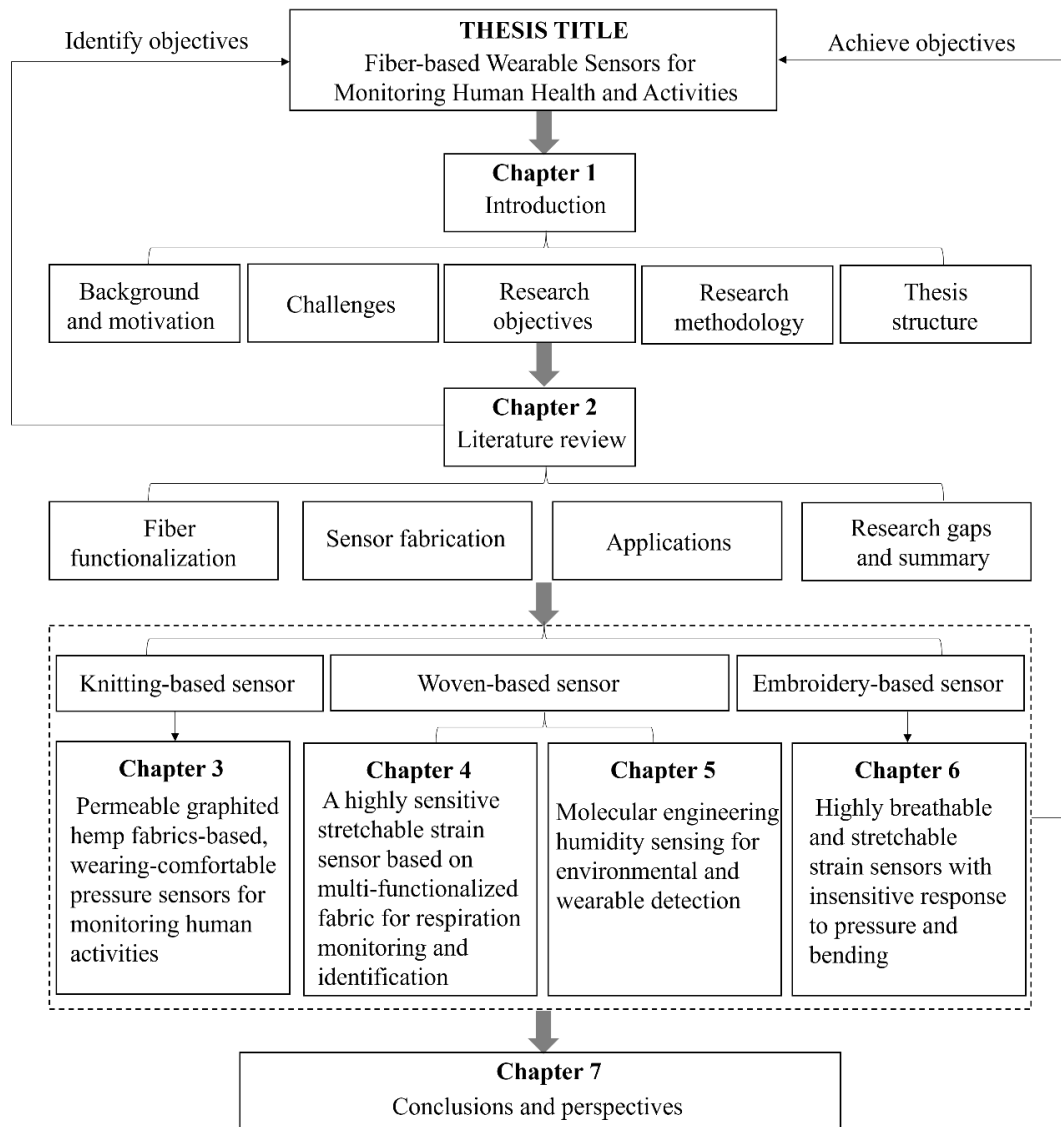 Identify objectives
THESIS TITLE
Fiber-based Wearable Sensors for
Monitoring Human Health and Activities
Achieve objectives
Chapter 1
Introduction
Background
and motivation
Challenges
Research
objectives
Research
methodology
Thesis
structure
Chapter 2
Literature review
Fiber
functionalization
Sensor fabrication
Applications
Research gaps
and summary
Knitting-based sensor
Woven-based sensor
Embroidery-based sensor
Chapter 3
Permeable graphited
hemp fabrics-based,
wearing-comfortable
pressure sensors for
monitoring human
activities
Chapter 4
A highly sensitive
stretchable strain
sensor based on
multi-functionalized
fabric for respiration
monitoring and
identification
Chapter 5
Molecular engineering
humidity sensing for
environmental and
wearable detection
Chapter 6
Highly breathable
and stretchable
strain sensors with
insensitive response
to pressure and
bending
Chapter 7
Conclusions and perspectives